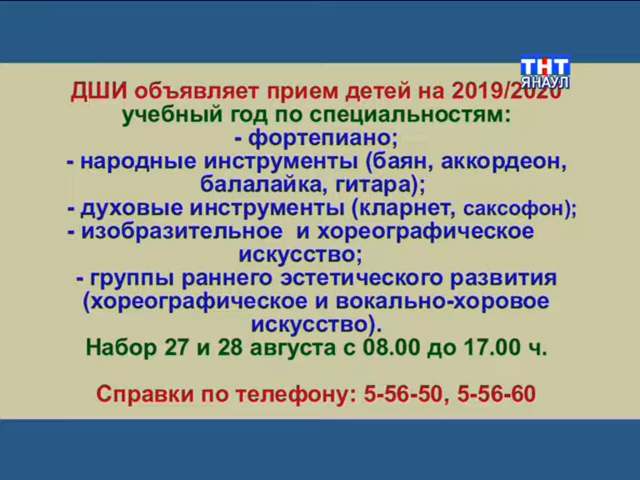 ТНТ
ЯНАУЛ
ДШИ объявляет прием детей на 2019/2020
учебный год по специальностям:
- фортепиано;
- народные инструменты (баян, аккордеон,
балалайка, гитара);
- духовые инструменты (кларнет, саксофон);
- изобразительное и хореографическое
искусство;
- группы раннего эстетического развития
(хореографическое и вокально-хоровое
искусство).
Набор 27 и 28 августа с 08.00 до 17.00 ч.
Справки по телефону: 5-56-50, 5-56-60